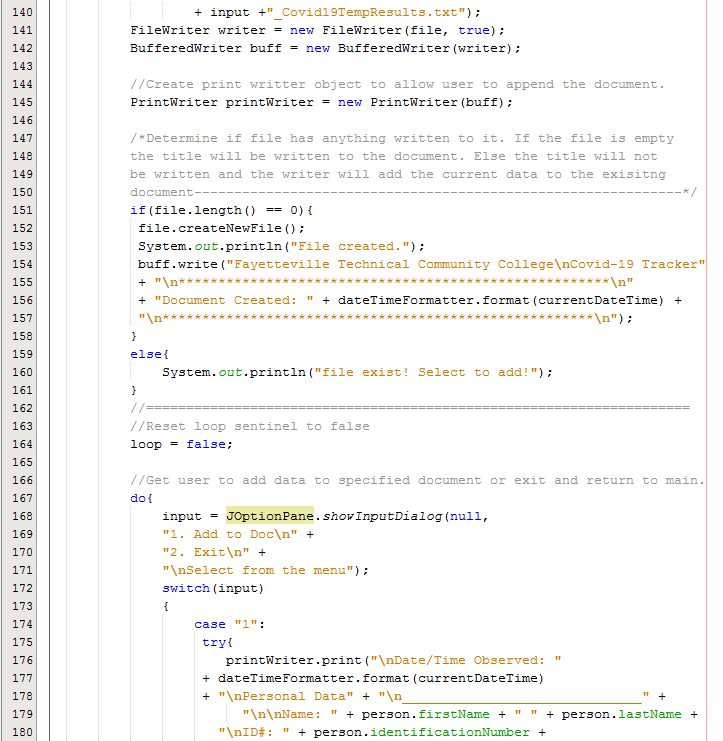 140 + input +"_Covid19TempResults.txt");
141 FileWriter writer = new FileWriter(file, true);
142 BufferedWriter buff = new BufferedWriter(writer);
143
144 //Create print writter object to allow user to append the document.
145 PrintWriter printWriter = new PrintWriter(buff);
146
147 /*Determine if file has anything written to it. If the file is empty
148 the title will be written to the document. Else the title will not
149 be written and the writer will add the current data to the exisitng
150 document-------------------------------------------------------------*/
151 if(file.length() == 0){
152 file.createNewFile();
153 System.out.println("File created.");
154 buff.write("Fayetteville Technical Community College\nCovid-19 Tracker"
155 + "\n******************************************************\n"
156 + "Document Created: " + dateTimeFormatter.format(currentDateTime) +
157 "\n******************************************************\n");
158 }
159 else{
160 System.out.println("file exist! Select to add!");
161 }
162 //====================================================================
163 //Reset loop sentinel to false
164 loop = false;
165
166 //Get user to add data to specified document or exit and return to main.
167 do{
168 input = JOptionPane.showInputDialog(null,
169 "1. Add to Doc\n" +
170 "2. Exit\n" +
171 "\nSelect from the menu");
172 switch(input)
173 {
174 case "1":
175 try{
176 printWriter.print("\nDate/Time Observed: "
177 + dateTimeFormatter.format(currentDateTime)
178 + "\nPersonal Data" + "\n______________________________" +
179 "\n\nName: " + person.firstName + " " + person.lastName +
180 "\nID#: " + person.identificationNumber +